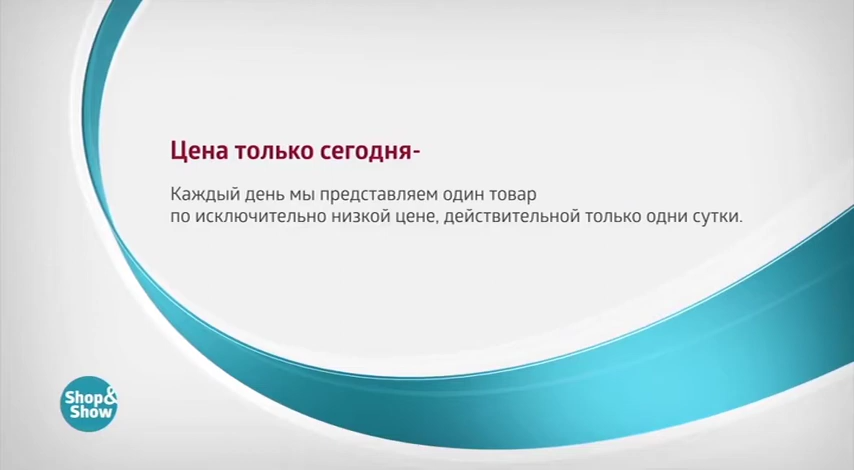 Цена только сегодня-
Каждый день мы представляем один товар
по исключительно низкой цене, действительной только одни сутки.
Shop&
Show